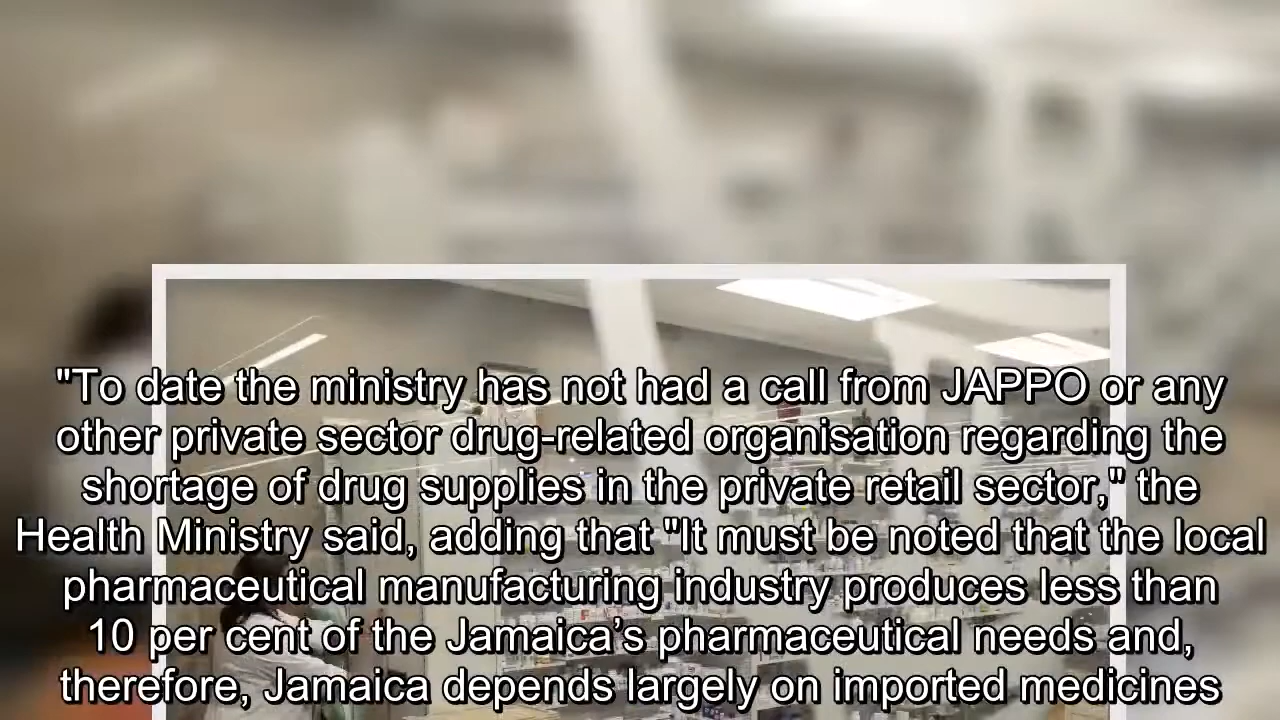 "To date the ministry has not had a call from JAPPO or any
other private sector drug-related organisation regarding the
shortage of drug supplies in the private retail sector," the
Health Ministry said, adding that "It must be noted that the local
pharmaceutical manufacturing industry produces less than
10 per cent of the Jamaica’s pharmaceutical needs and,
therefore, Jamaica depends largely on imported medicines